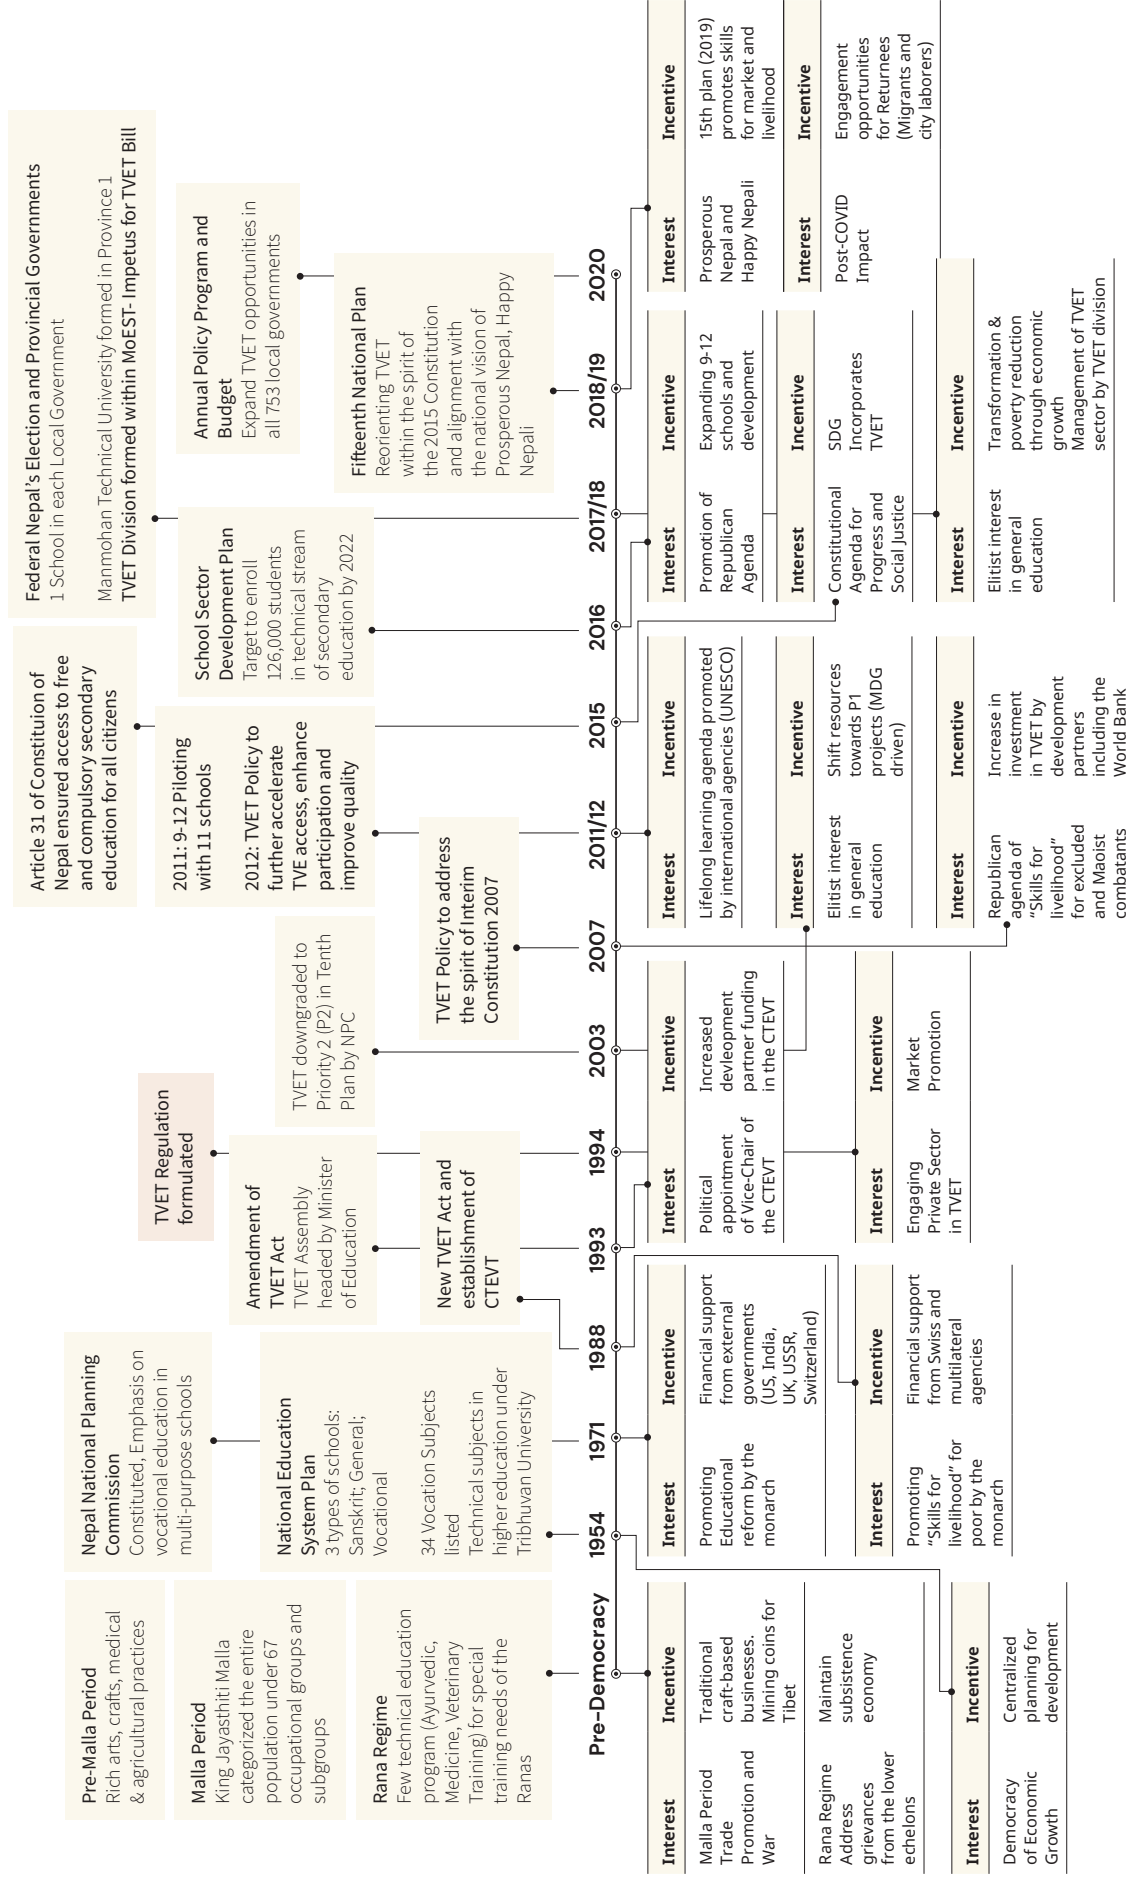 Pre-Malla Period
Rich arts, crafts, medical
& agricultural practices
Malla Period
King Jayasthiti Malla
categorized the entire
population under 67
occupational groups and
subgroups
Rana Regime
Few technical education
program (Ayurvedic,
Medicine, Veterinary
Training) for special
training needs of the
Ranas
Nepal National Planning
Commission
Constituted, Emphasis on
vocational education in
multi-purpose schools
National Education
System Plan
3 types of schools:
Sanskrit; General;
Vocational
34 Vocation Subjects
listed
Technical subjects in
higher education under
Tribhuvan University
TVET Regulation
formulated
Amendment of
TVET Act
TVET Assembly
headed by Minister
of Education
New TVET Act and
establishment of
CTEVT
TVET downgraded to
Priority 2 (P2) in Tenth
Plan by NPC
TVET Policy to address
the spirit of Interim
Constitution 2007
Article 31 of Constituion of
Nepal ensured access to free
and compulsory secondary
education for all citizens
2011: 9-12 Piloting
with 11 schools
2012: TVET Policy to
further accelerate
TVE access, enhance
participation and
improve quality
Federal Nepal's Election and Provincial Governments
1 School in each Local Government
Manmohan Technical University formed in Province 1
TVET Division formed within MoEST- Impetus for TVET Bill
School Sector
Development Plan
Target to enroll
126,000 students
in technical stream
of secondary
education by 2022
Annual Policy Program and
Budget
Expand TVET opportunities in
all 753 local governments
Fifteenth National Plan
Reorienting TVET
within the spirit of
the 2015 Constitution
and alignment with
the national vision of
Prosperous Nepal, Happy
Nepali
Pre-Democracy
1954
1971
1988
1993
1994
2003
2007
2011/12
2015
2016
2017/18
2018/19
2020
Interest
Incentive
Malla Period
Trade
Promotion and
War
Traditional
craft-based
businesses.
Mining coins for
Tibet
Rana Regime
Address
grievances
from the lower
echelons
Maintain
subsistence
economy
Interest
Incentive
Democracy
of Economic
Growth
Centralized
planning for
development
Interest
Incentive
Promoting
Educational
reform by the
monarch
Financial support
from external
governments
(US, India,
UK, USSR,
Switzerland)
Interest
Incentive
Promoting
“Skills for
livelihood” for
poor by the
monarch
Financial support
from Swiss and
multilateral
agencies
Interest
Incentive
Political
appointment
of Vice-Chair of
the CTEVT
Increased
devleopment
partner funding
in the CTEVT
Interest
Incentive
Engaging
Private Sector
in TVET
Market
Promotion
Interest
Incentive
Lifelong learning agenda promoted
by international agencies (UNESCO)
Interest
Incentive
Elitist interest
in general
education
Shift resources
towards P1
projects (MDG
driven)
Interest
Incentive
Republican
agenda of
“Skills for
livelihood”
for excluded
and Maoist
combatants
Increase in
investment
in TVET by
development
partners
including the
World Bank
Interest
Incentive
Promotion of
Republican
Agenda
Expanding 9-12
schools and
development
Interest
Incentive
Constitutional
Agenda for
Progress and
Social Justice
SDG
Incorporates
TVET
Interest
Incentive
Elitist interest
in general
education
Transformation &
poverty reduction
through economic
growth
Management of TVET
sector by TVET division
Interest
Incentive
Prosperous
Nepal and
Happy Nepali
15th plan (2019)
promotes skills
for market and
livelihood
Interest
Incentive
Post-COVID
Impact
Engagement
opportunities
for Returnees
(Migrants and
city laborers)